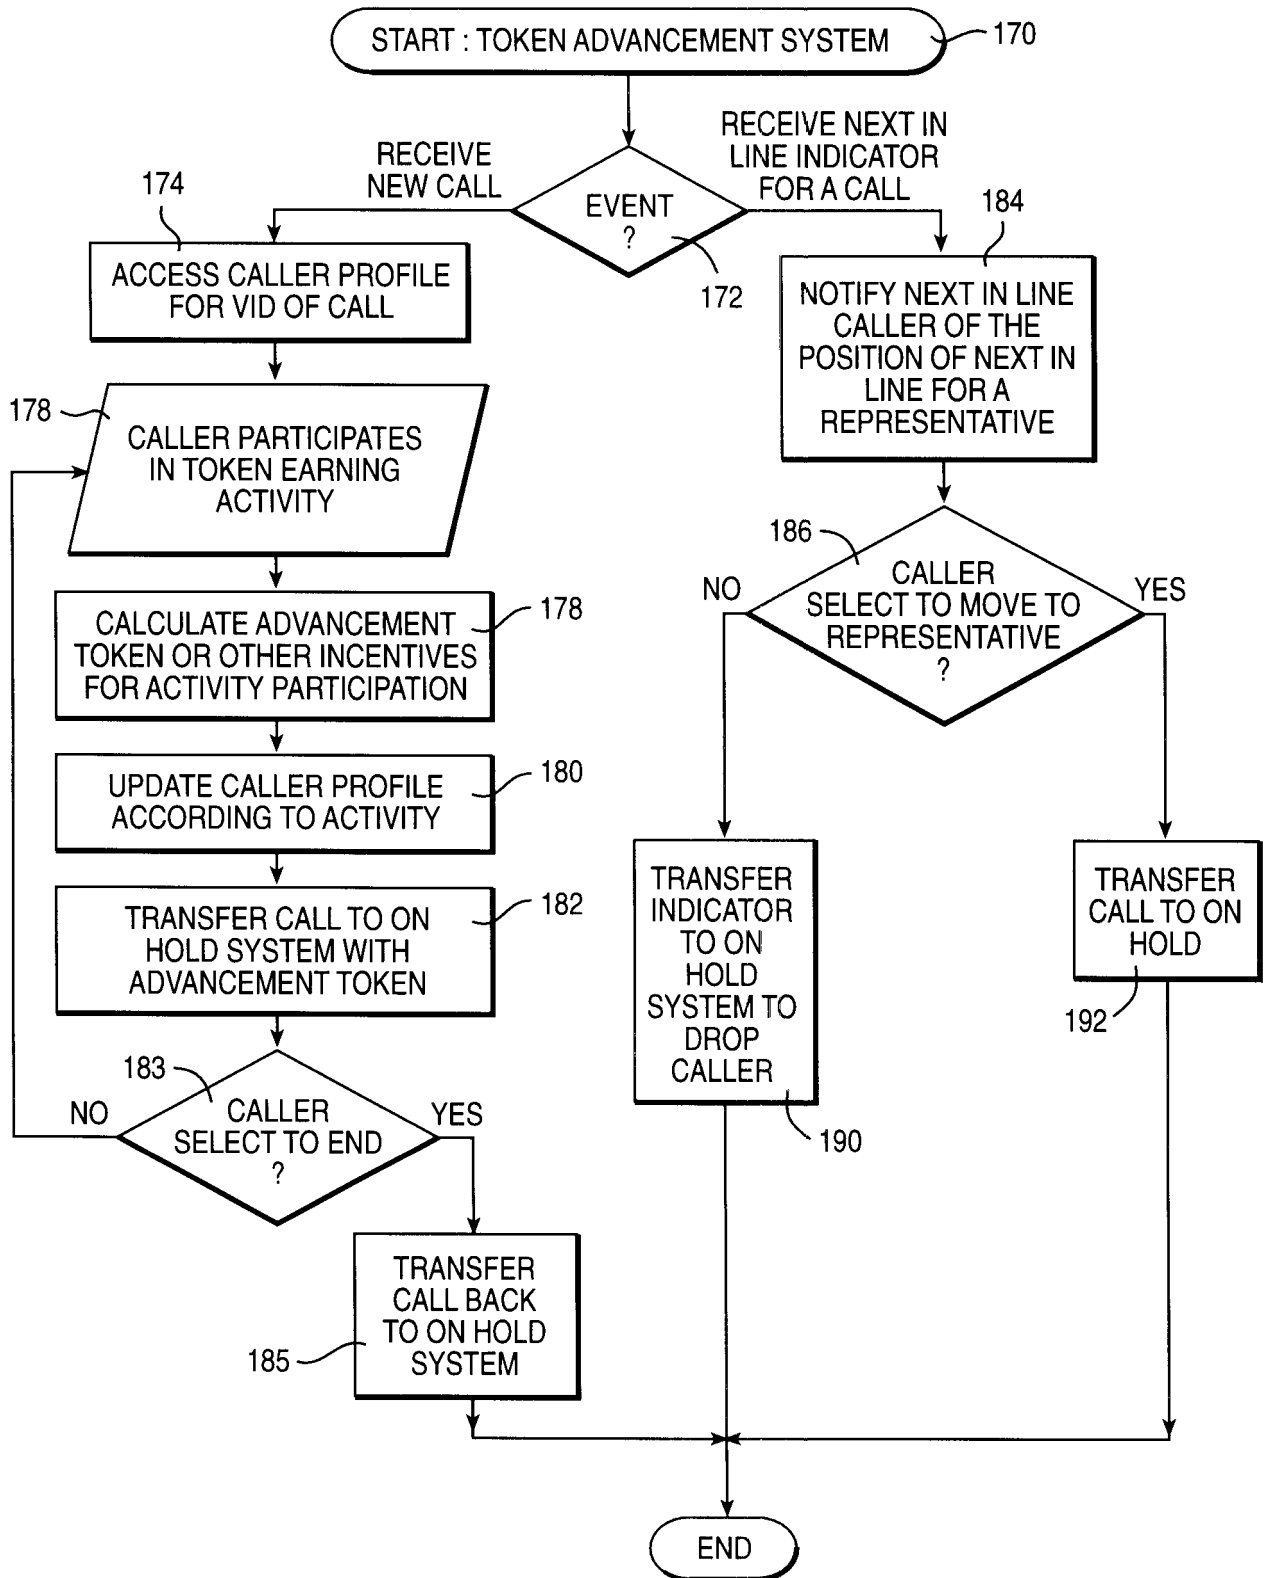 START : TOKEN ADVANCEMENT SYSTEM
170
RECEIVE
NEW CALL
RECEIVE NEXT IN
LINE INDICATOR
FOR A CALL
EVENT
?
172
174
ACCESS CALLER PROFILE
FOR VID OF CALL
184
NOTIFY NEXT IN LINE
CALLER OF THE
POSITION OF NEXT IN
LINE FOR A
REPRESENTATIVE
178
CALLER PARTICIPATES
IN TOKEN EARNING
ACTIVITY
186
CALLER
SELECT TO MOVE TO
REPRESENTATIVE
?
NO
YES
178
CALCULATE ADVANCEMENT
TOKEN OR OTHER INCENTIVES
FOR ACTIVITY PARTICIPATION
180
UPDATE CALLER PROFILE
ACCORDING TO ACTIVITY
182
TRANSFER CALL TO ON
HOLD SYSTEM WITH
ADVANCEMENT TOKEN
TRANSFER
INDICATOR
TO ON
HOLD
SYSTEM TO
DROP
CALLER
190
TRANSFER
CALL TO ON
HOLD
192
183
CALLER
SELECT TO END
?
NO
YES
TRANSFER
CALL BACK
TO ON HOLD
SYSTEM
185
END